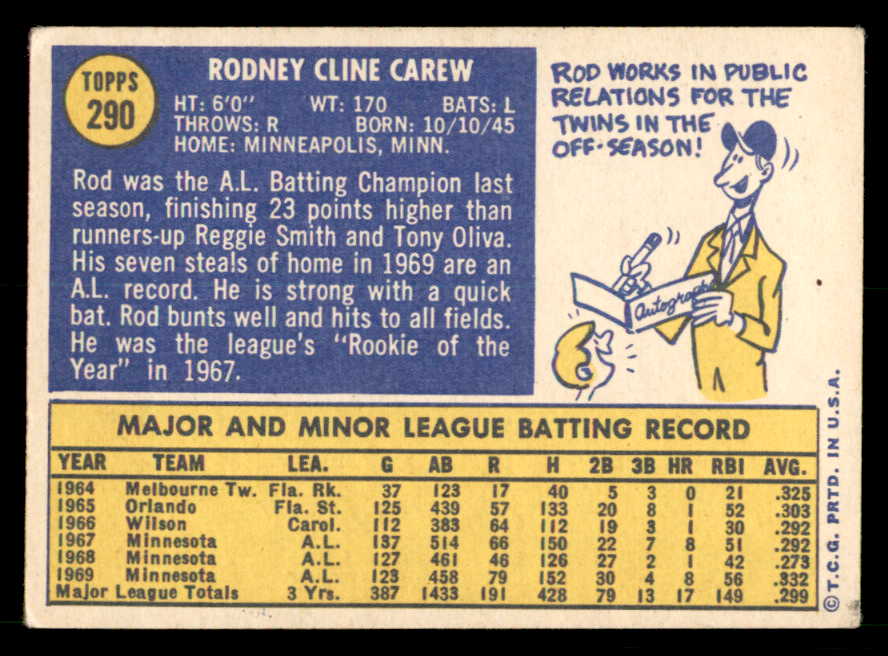 TOPPS
290
RODNEY CLINE CAREW
HT: 6'0" WT: 170 BATS: L
THROWS: R BORN: 10/10/45
HOME: MINNEAPOLIS, MINN.
Rod was the A.L. Batting Champion last
season, finishing 23 points higher than
runners-up Reggie Smith and Tony Oliva.
His seven steals of home in 1969 are an
A.L. record. He is strong with a quick
bat. Rod bunts well and hits to all fields.
He was the league's "Rookie of the
Year" in 1967.
ROD WORKS IN PUBLIC
RELATIONS FOR THE
TWINS IN THE
OFF-SEASON!
Autographs
MAJOR AND MINOR LEAGUE BATTING RECORD
YEAR TEAM LEA. G AB R H 2B 3B HR RBI AVG.
1964 Melbourne Tw. Fla. Rk. 37 123 17 40 5 3 0 21 .325
1965 Orlando Fla. St. 125 439 57 133 20 8 1 52 .303
1966 Wilson Carol. 112 383 64 112 19 3 1 30 .292
1967 Minnesota A.L. 137 514 66 150 22 7 8 51 .292
1968 Minnesota A.L. 127 461 46 126 27 2 1 42 .273
1969 Minnesota A.L. 123 458 79 152 30 4 8 56 .332
Major League Totals 3 Yrs. 387 1433 191 428 79 13 17 149 .299
© T.C.G. PRTD. IN U.S.A.